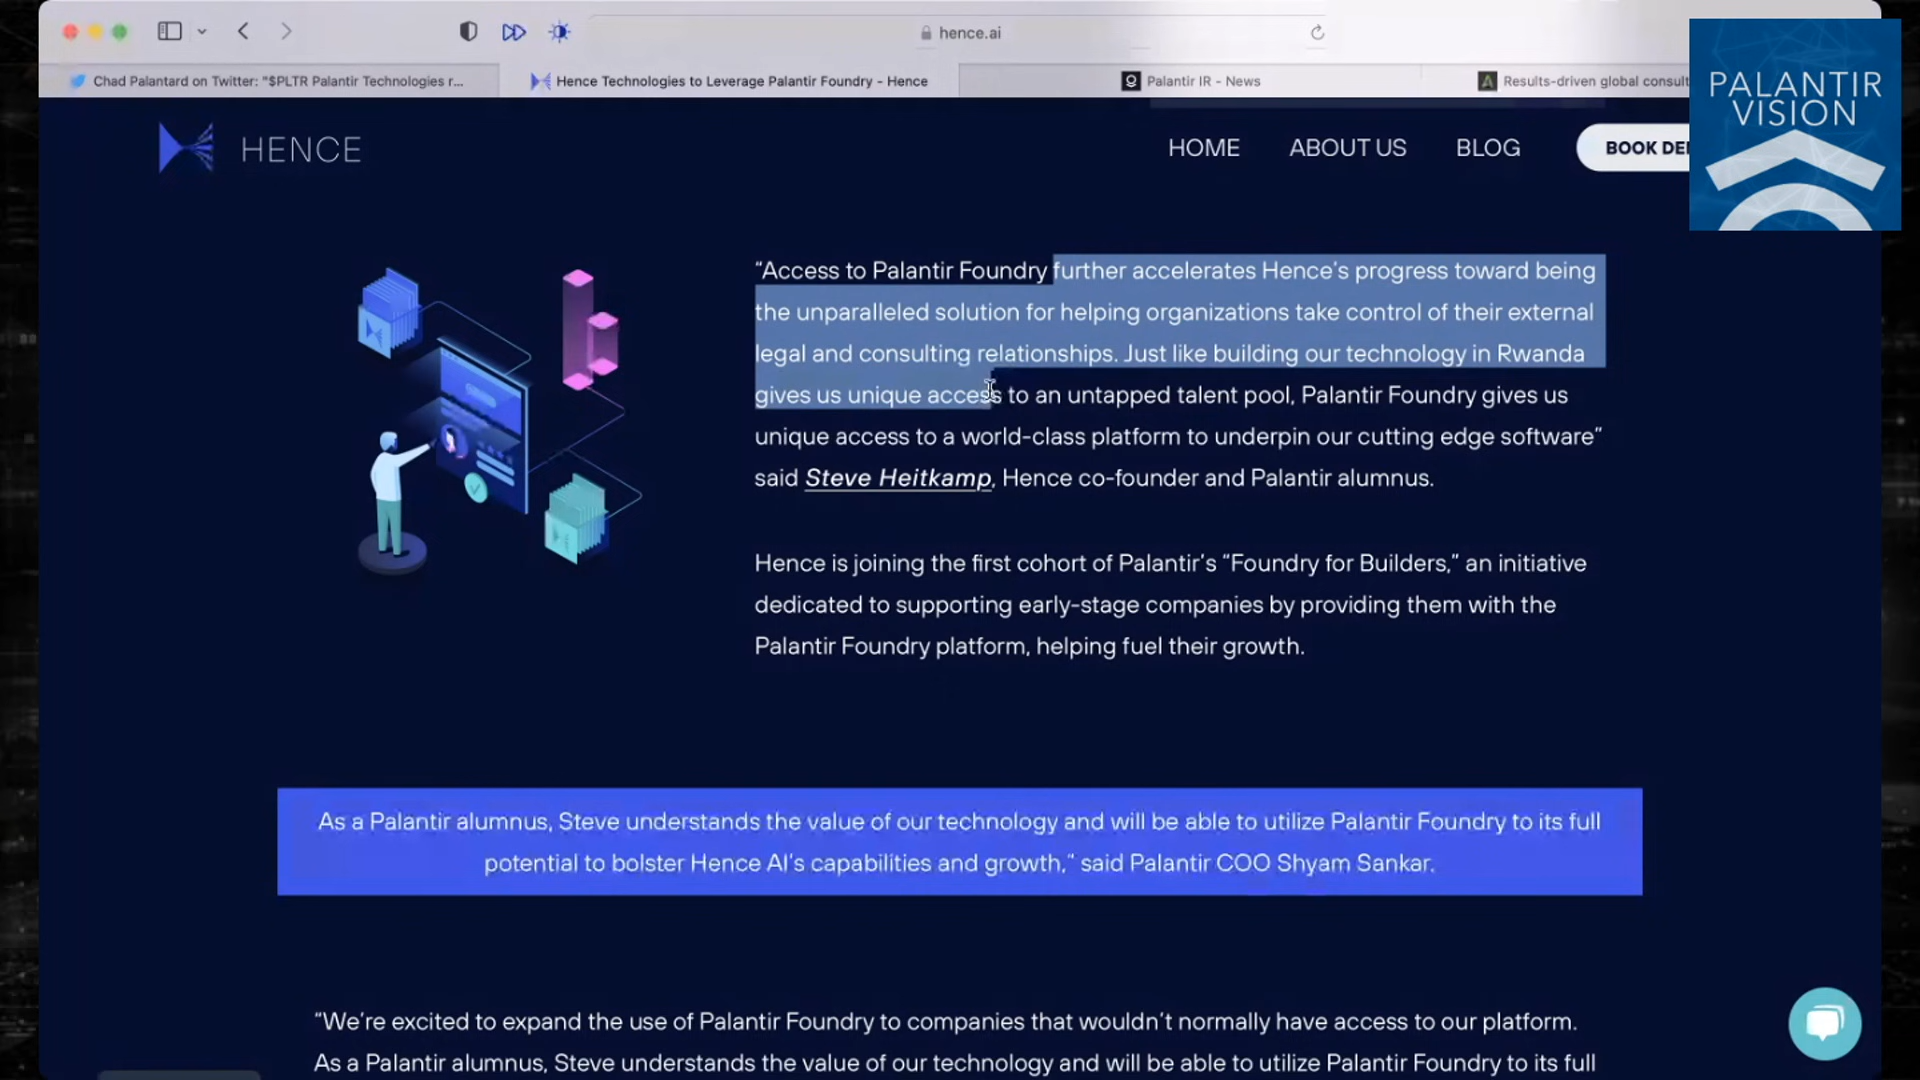 hence.ai
Chad Palantard on Twitter: "$PLTR Palantir Technologies r...
Hence Technologies to Leverage Palantir Foundry - Hence
Palantir IR - News
Results-driven global consult
PALANTIR
VISION
HENCE
HOME
ABOUT US
BLOG
BOOK DE
“Access to Palantir Foundry further accelerates Hence’s progress toward being
the unparalleled solution for helping organizations take control of their external
legal and consulting relationships. Just like building our technology in Rwanda
gives us unique access to an untapped talent pool, Palantir Foundry gives us
unique access to a world-class platform to underpin our cutting edge software”
said Steve Heitkamp, Hence co-founder and Palantir alumnus.
Hence is joining the first cohort of Palantir’s “Foundry for Builders,” an initiative
dedicated to supporting early-stage companies by providing them with the
Palantir Foundry platform, helping fuel their growth.
As a Palantir alumnus, Steve understands the value of our technology and will be able to utilize Palantir Foundry to its full
potential to bolster Hence AI’s capabilities and growth,” said Palantir COO Shyam Sankar.
“We’re excited to expand the use of Palantir Foundry to companies that wouldn’t normally have access to our platform.
As a Palantir alumnus, Steve understands the value of our technology and will be able to utilize Palantir Foundry to its full